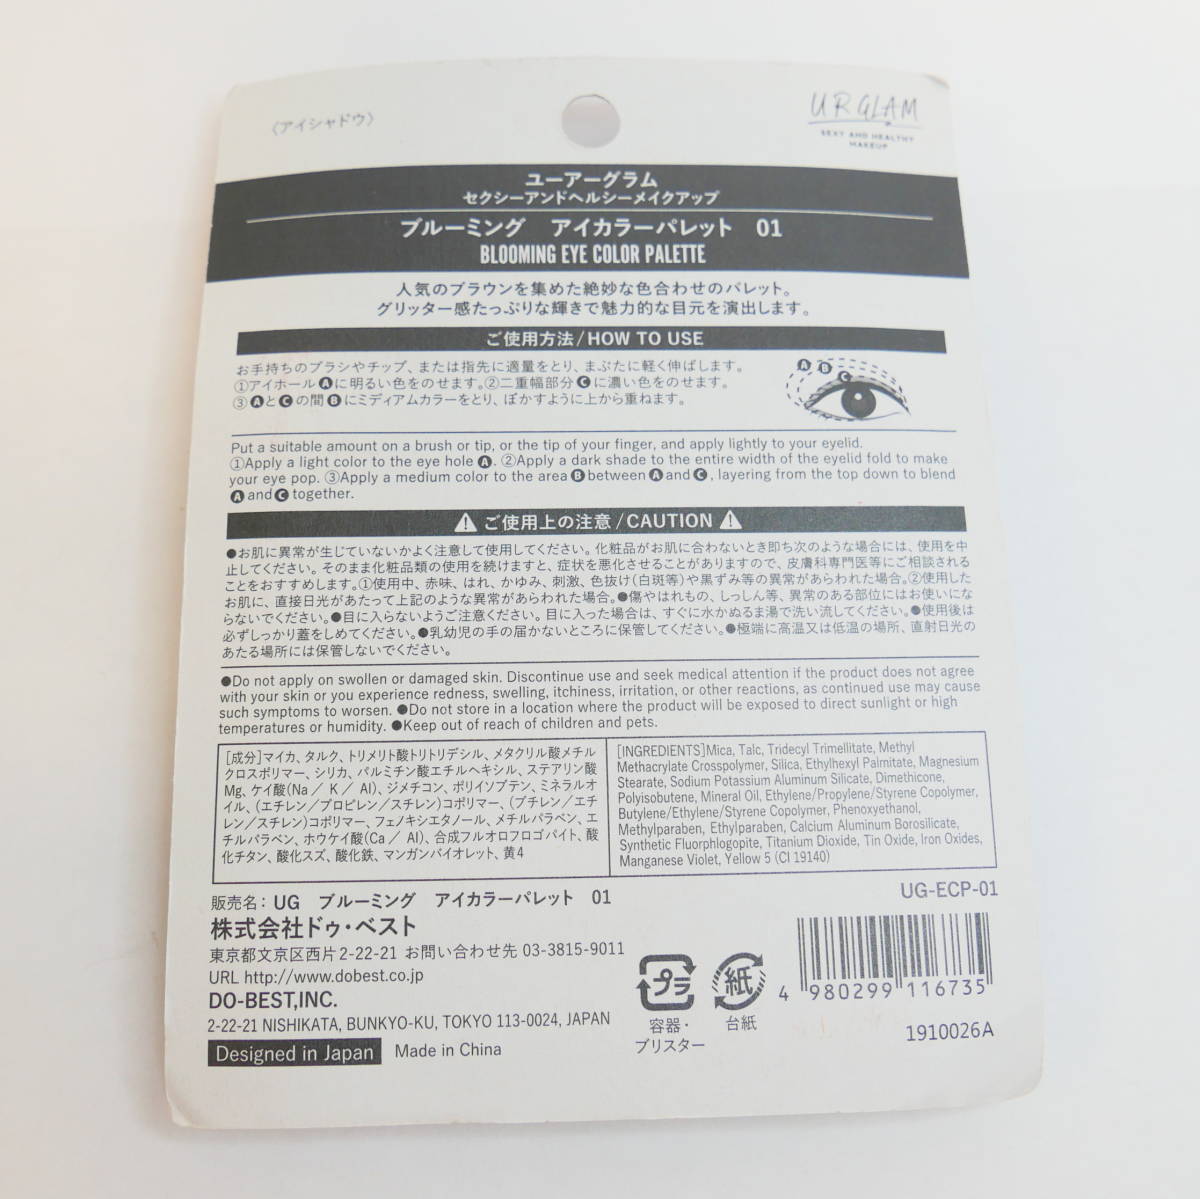 〈アイシャドウ〉
UR GLAM
SEXY AND HEALTHY
MAKEUP
ユーアーグラム
セクシーアンドヘルシーメイクアップ
ブルーミング　アイカラーパレット　01
BLOOMING EYE COLOR PALETTE
人気のブラウンを集めた絶妙な色合わせのパレット。
グリッター感たっぷりな輝きで魅力的な目元を演出します。
ご使用方法/HOW TO USE
お手持ちのブラシやチップ、または指先に適量をとり、まぶたに軽く伸ばします。
①アイホールAに明るい色をのせます。②二重幅部分Cに濃い色をのせます。
③AとCの間Bにミディアムカラーをとり、ぼかすように上から重ねます。
A B C
Put a suitable amount on a brush or tip, or the tip of your finger, and apply lightly to your eyelid.
①Apply a light color to the eye hole A. ②Apply a dark shade to the entire width of the eyelid fold to make
your eye pop. ③Apply a medium color to the area B between A and C, layering from the top down to blend
A and C together.
⚠ ご使用上の注意/CAUTION ⚠
●お肌に異常が生じていないかよく注意して使用してください。化粧品がお肌に合わないとき即ち次のような場合には、使用を中
止してください。そのまま化粧品類の使用を続けますと、症状を悪化させることがありますので、皮膚科専門医等にご相談される
ことをおすすめします。①使用中、赤味、はれ、かゆみ、刺激、色抜け(白斑等)や黒ずみ等の異常があらわれた場合。②使用した
お肌に、直接日光があたって上記のような異常があらわれた場合。●傷やはれもの、しっしん等、異常のある部位にはお使いにな
らないでください。●目に入らないようご注意ください。目に入った場合は、すぐに水かぬるま湯で洗い流してください。●使用後は
必ずしっかり蓋をしめてください。●乳幼児の手の届かないところに保管してください。●極端に高温又は低温の場所、直射日光の
あたる場所には保管しないでください。
●Do not apply on swollen or damaged skin. Discontinue use and seek medical attention if the product does not agree
with your skin or you experience redness, swelling, itchiness, irritation, or other reactions, as continued use may cause
such symptoms to worsen. ●Do not store in a location where the product will be exposed to direct sunlight or high
temperatures or humidity. ●Keep out of reach of children and pets.
[成分]マイカ、タルク、トリメリト酸トリトリデシル、メタクリル酸メチル
クロスポリマー、シリカ、パルミチン酸エチルヘキシル、ステアリン酸
Mg、ケイ酸(Na／K／Al)、ジメチコン、ポリイソブテン、ミネラルオ
イル、(エチレン／プロピレン／スチレン)コポリマー、(ブチレン／エチ
レン／スチレン)コポリマー、フェノキシエタノール、メチルパラベン、エ
チルパラベン、ホウケイ酸(Ca／Al)、合成フルオロフロゴパイト、酸
化チタン、酸化スズ、酸化鉄、マンガンバイオレット、黄4
[INGREDIENTS]Mica, Talc, Tridecyl Trimellitate, Methyl
Methacrylate Crosspolymer, Silica, Ethylhexyl Palmitate, Magnesium
Stearate, Sodium Potassium Aluminum Silicate, Dimethicone,
Polyisobutene, Mineral Oil, Ethylene/Propylene/Styrene Copolymer,
Butylene/Ethylene/Styrene Copolymer, Phenoxyethanol,
Methylparaben, Ethylparaben, Calcium Aluminum Borosilicate,
Synthetic Fluorphlogopite, Titanium Dioxide, Tin Oxide, Iron Oxides,
Manganese Violet, Yellow 5 (CI 19140)
販売名：UG　ブルーミング　アイカラーパレット　01
UG-ECP-01
株式会社ドゥ・ベスト
東京都文京区西片2-22-21 お問い合わせ先 03-3815-9011
URL http://www.dobest.co.jp
DO-BEST,INC.
2-22-21 NISHIKATA, BUNKYO-KU, TOKYO 113-0024, JAPAN
Designed in Japan Made in China
プラ
容器・
ブリスター
紙
台紙
4 980299 116735
1910026A